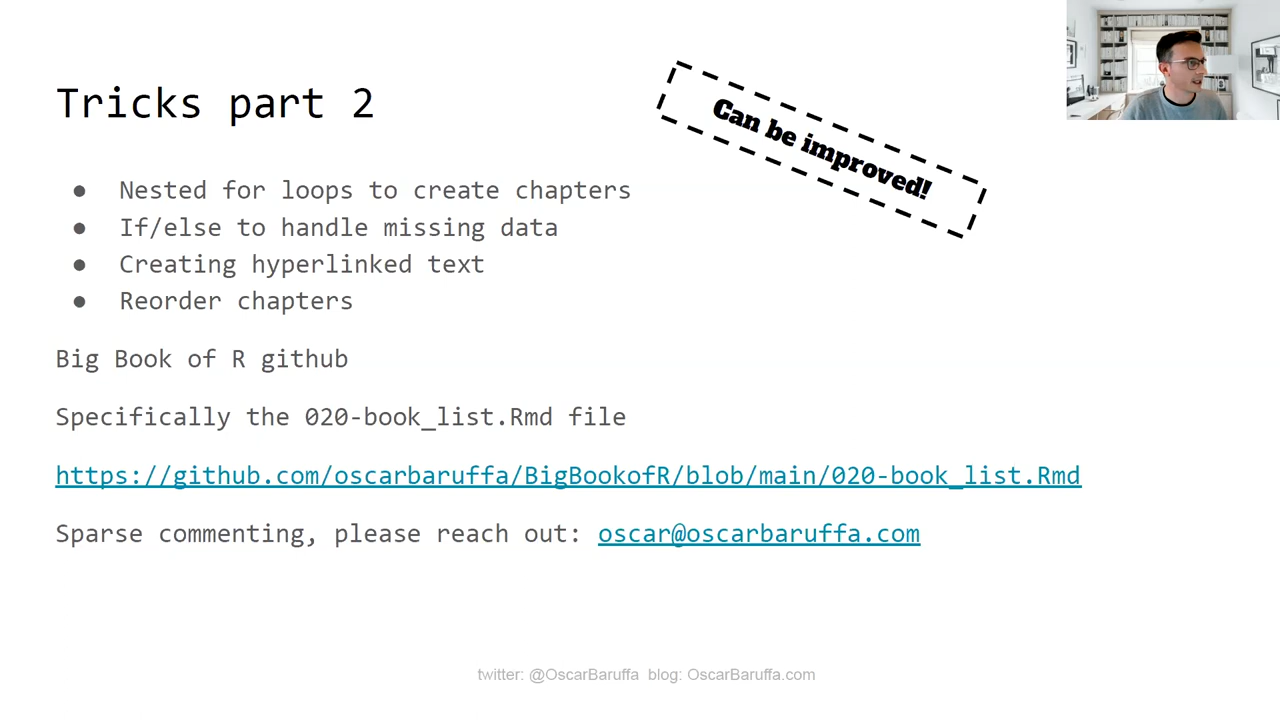 Tricks part 2
Can be improved!
● Nested for loops to create chapters
● If/else to handle missing data
● Creating hyperlinked text
● Reorder chapters
Big Book of R github
Specifically the 020-book_list.Rmd file
https://github.com/oscarbaruffa/BigBookofR/blob/main/020-book_list.Rmd
Sparse commenting, please reach out: oscar@oscarbaruffa.com
twitter: @OscarBaruffa blog: OscarBaruffa.com